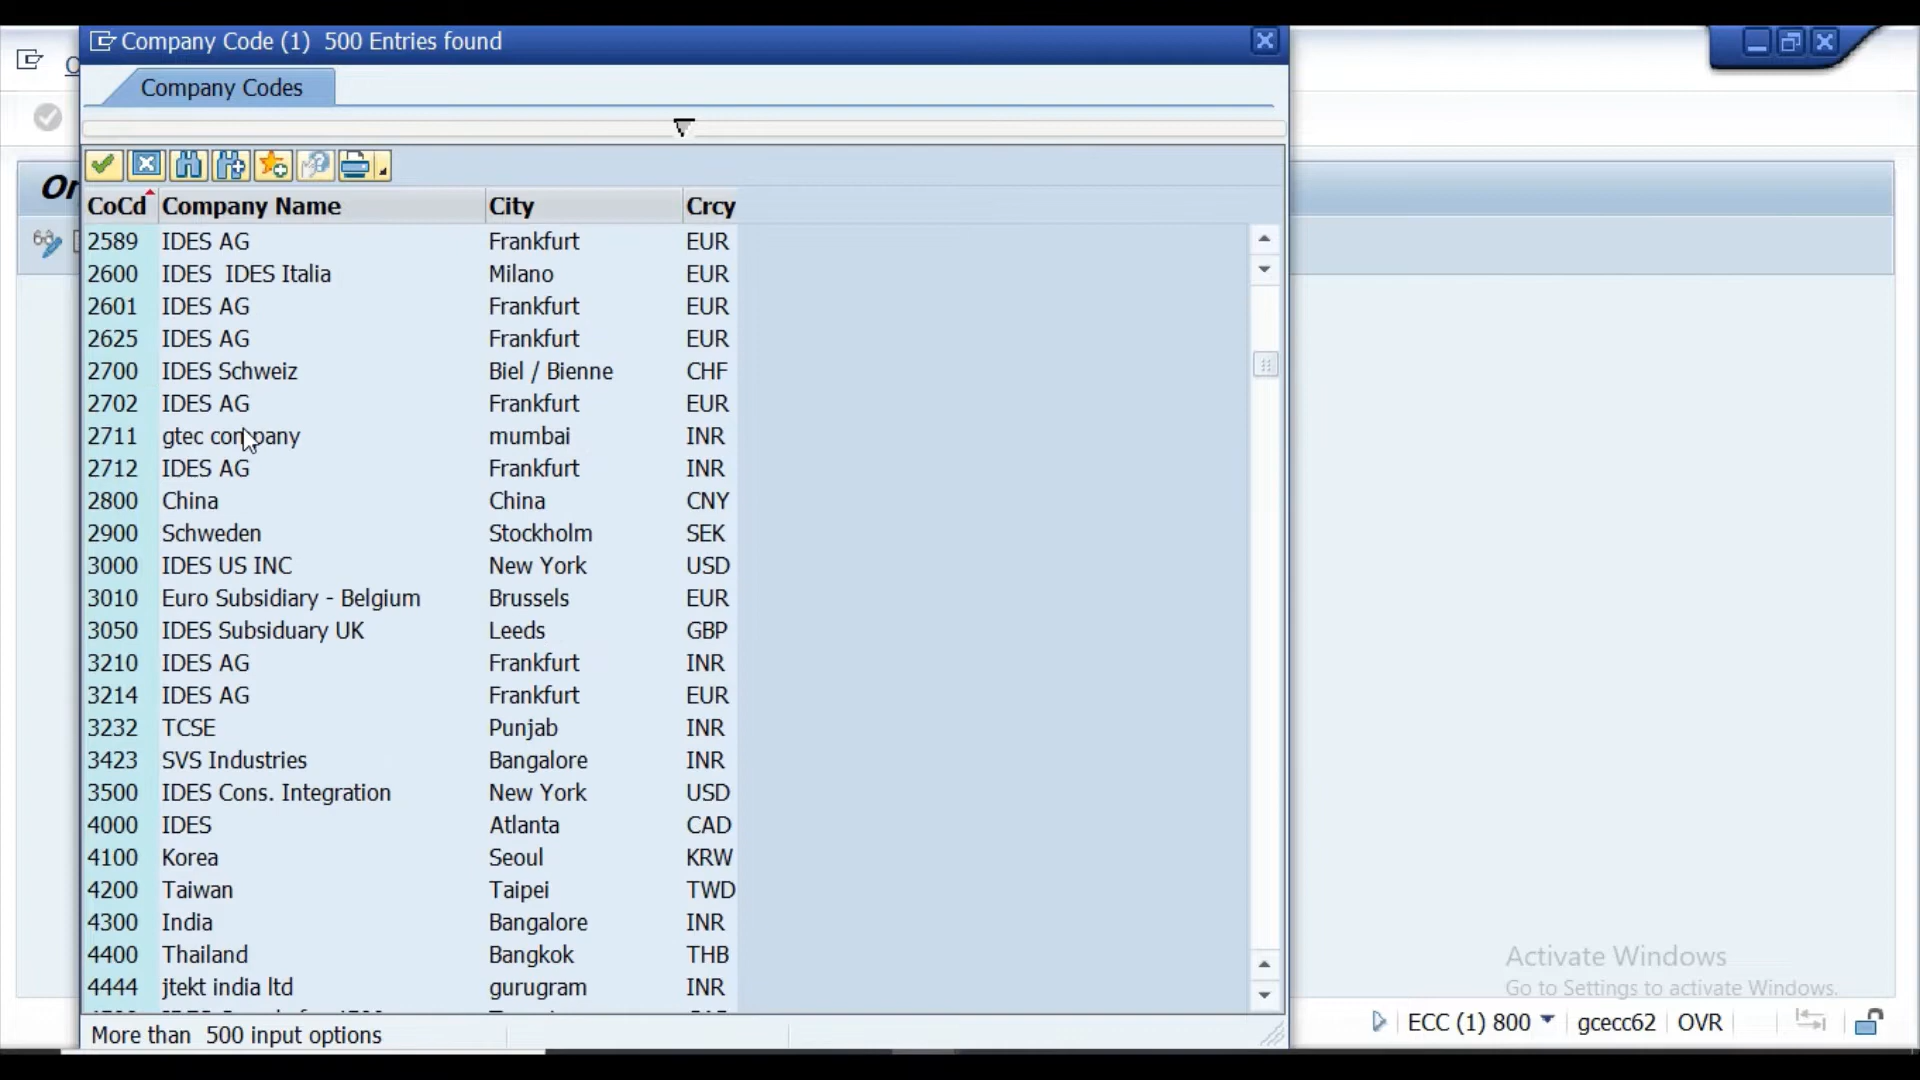 Company Code (1) 500 Entries found
O
Company Codes
Or
CoCd Company Name City Crcy
2589 IDES AG Frankfurt EUR
2600 IDES IDES Italia Milano EUR
2601 IDES AG Frankfurt EUR
2625 IDES AG Frankfurt EUR
2700 IDES Schweiz Biel / Bienne CHF
2702 IDES AG Frankfurt EUR
2711 gtec company mumbai INR
2712 IDES AG Frankfurt INR
2800 China China CNY
2900 Schweden Stockholm SEK
3000 IDES US INC New York USD
3010 Euro Subsidiary - Belgium Brussels EUR
3050 IDES Subsiduary UK Leeds GBP
3210 IDES AG Frankfurt INR
3214 IDES AG Frankfurt EUR
3232 TCSE Punjab INR
3423 SVS Industries Bangalore INR
3500 IDES Cons. Integration New York USD
4000 IDES Atlanta CAD
4100 Korea Seoul KRW
4200 Taiwan Taipei TWD
4300 India Bangalore INR
4400 Thailand Bangkok THB
4444 jtekt india ltd gurugram INR
More than 500 input options
Activate Windows
Go to Settings to activate Windows.
ECC (1) 800 gcecc62 OVR